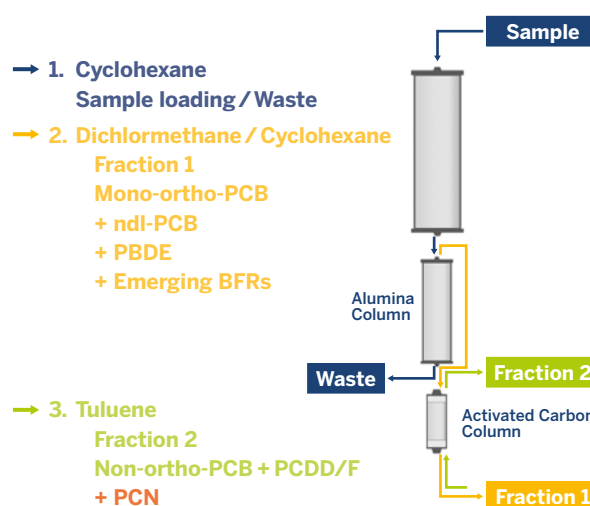 Sample
→ 1. Cyclohexane
Sample loading / Waste
→ 2. Dichlormethane / Cyclohexane
Fraction 1
Mono-ortho-PCB
+ ndl-PCB
+ PBDE
+ Emerging BFRs
Alumina
Column
Waste
Fraction 2
→ 3. Tuluene
Fraction 2
Non-ortho-PCB + PCDD/F
+ PCN
Activated Carbon
Column
Fraction 1